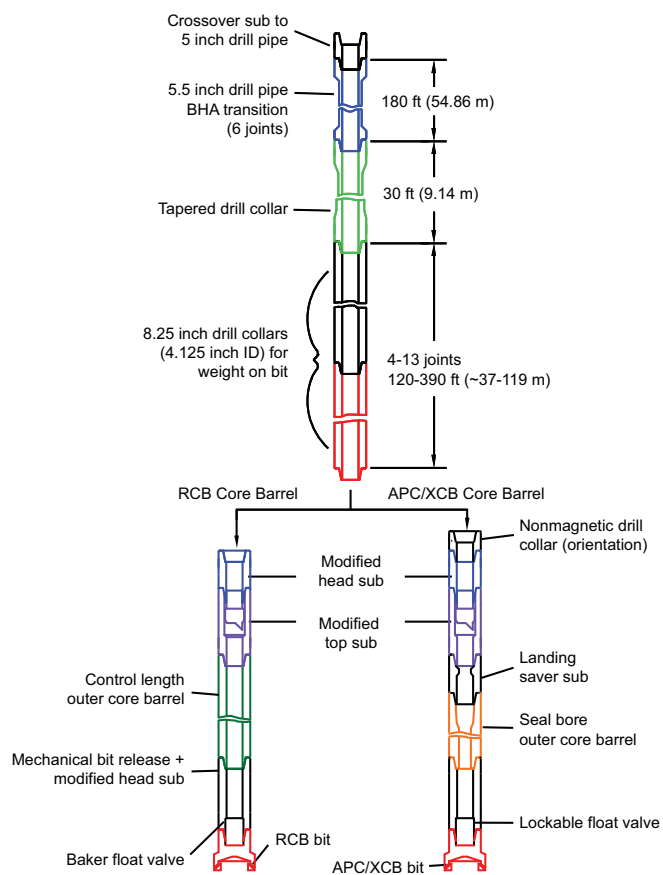 Crossover sub to
5 inch drill pipe
5.5 inch drill pipe
BHA transition
(6 joints)
180 ft (54.86 m)
30 ft (9.14 m)
Tapered drill collar
8.25 inch drill collars
(4.125 inch ID) for
weight on bit
4-13 joints
120-390 ft (~37-119 m)
RCB Core Barrel
APC/XCB Core Barrel
Nonmagnetic drill
collar (orientation)
Modified
head sub
Modified
top sub
Control length
outer core barrel
Landing
saver sub
Seal bore
outer core barrel
Mechanical bit release +
modified head sub
Lockable float valve
Baker float valve
RCB bit
APC/XCB bit